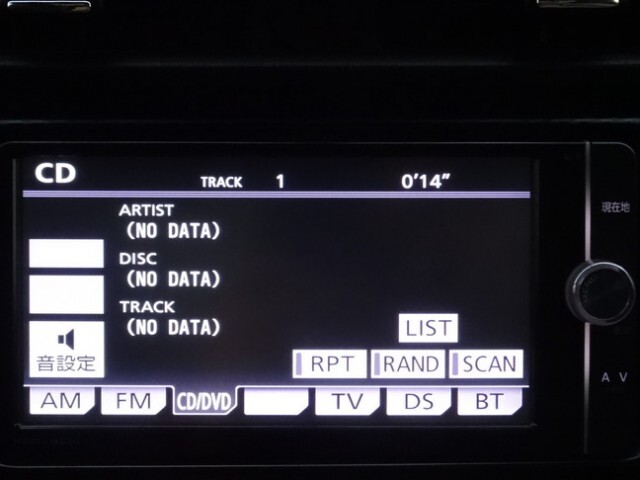 CD TRACK 1 0'14"
ARTIST
(NO DATA)
DISC
(NO DATA)
TRACK
(NO DATA)
LIST
音設定
RPT RAND SCAN
AM FM CD/DVD TV DS BT
現在地
A V